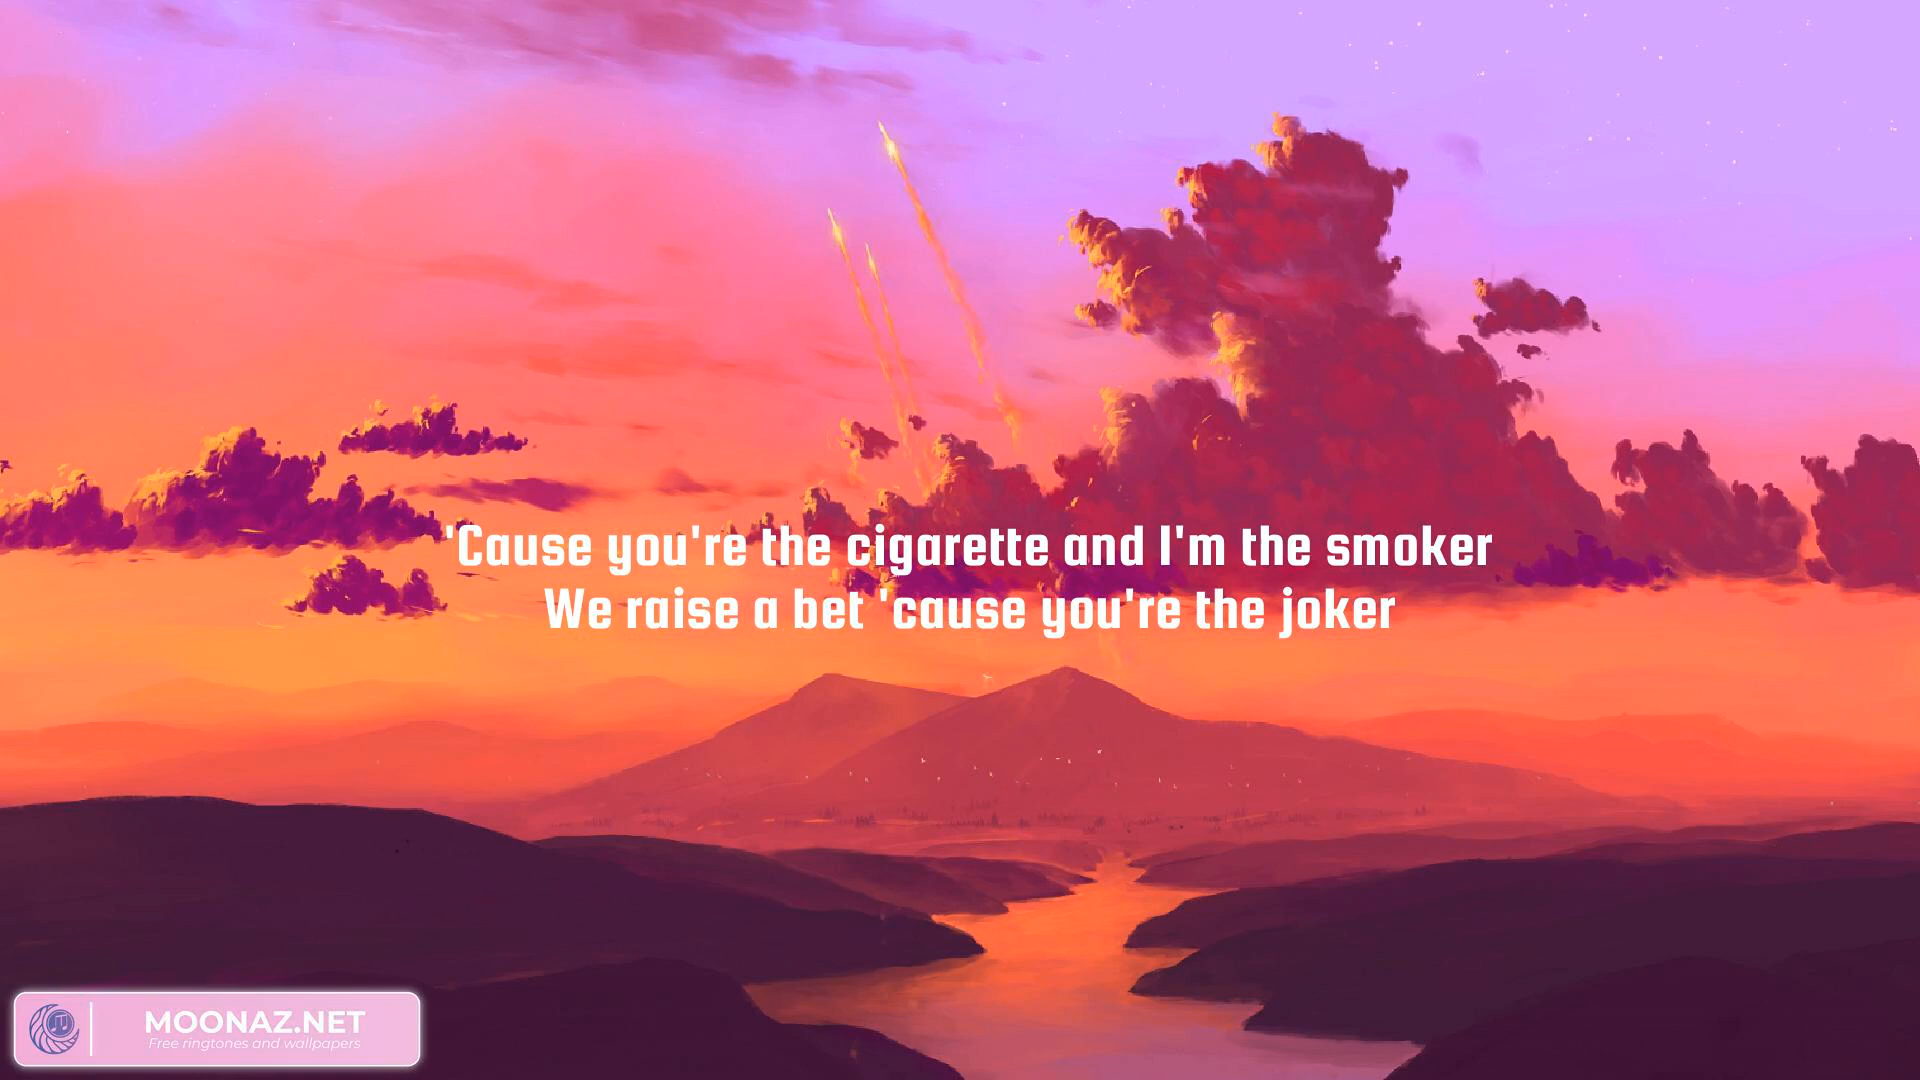 'Cause you're the cigarette and I'm the smoker
We raise a bet 'cause you're the joker
MOONAZ.NET
Free ringtones and wallpapers